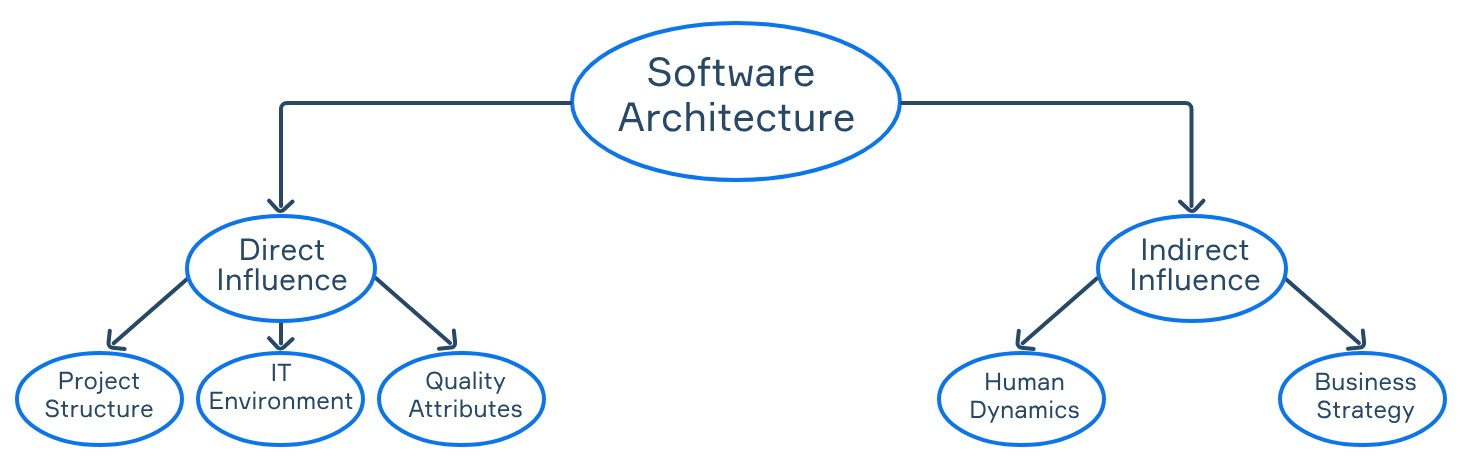 Software
Architecture
Direct
Influence
Indirect
Influence
Project
Structure
IT
Environment
Quality
Attributes
Human
Dynamics
Business
Strategy